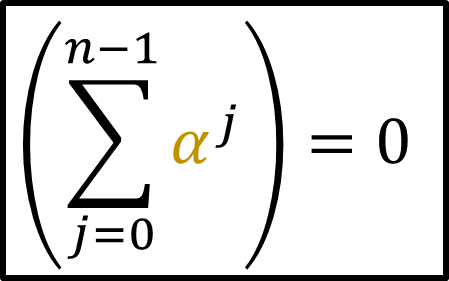 (∑_{j=0}^{n−1} α^j) = 0